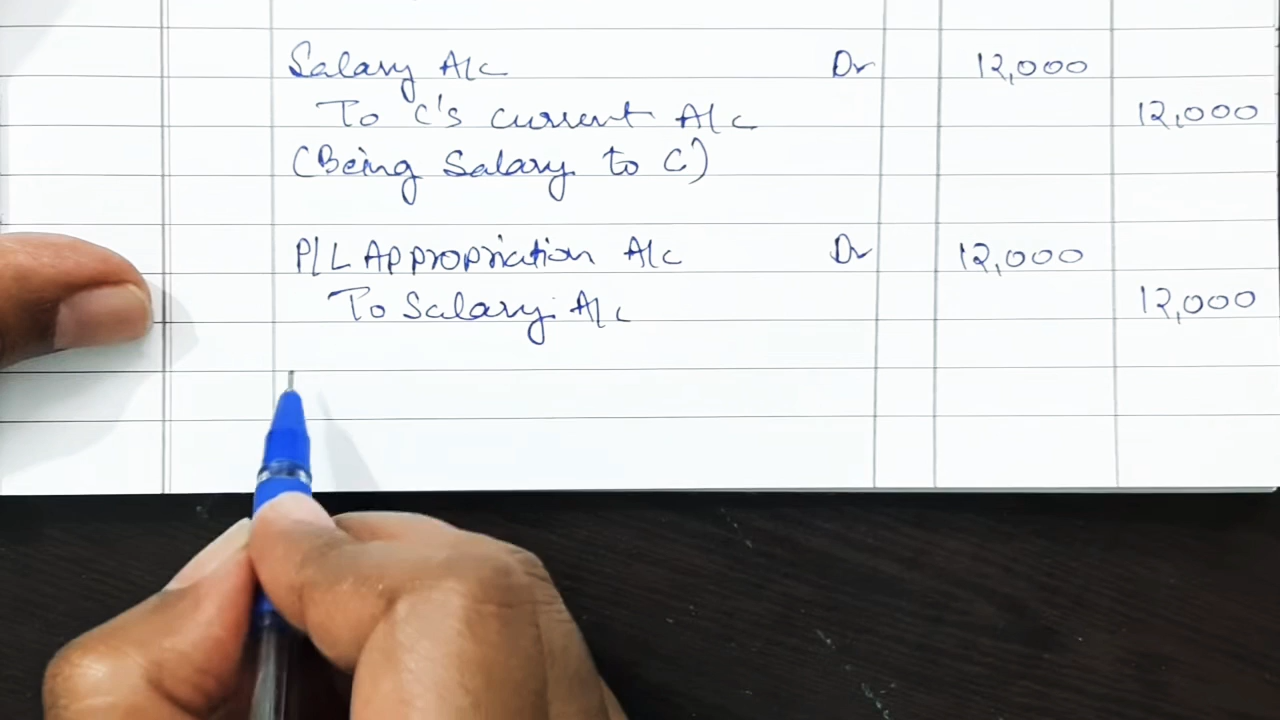 Salary A/c Dr 12,000
To C's current A/c 12,000
(Being Salary to C)
P/L Appropriation A/c Dr 12,000
To Salary A/c 12,000